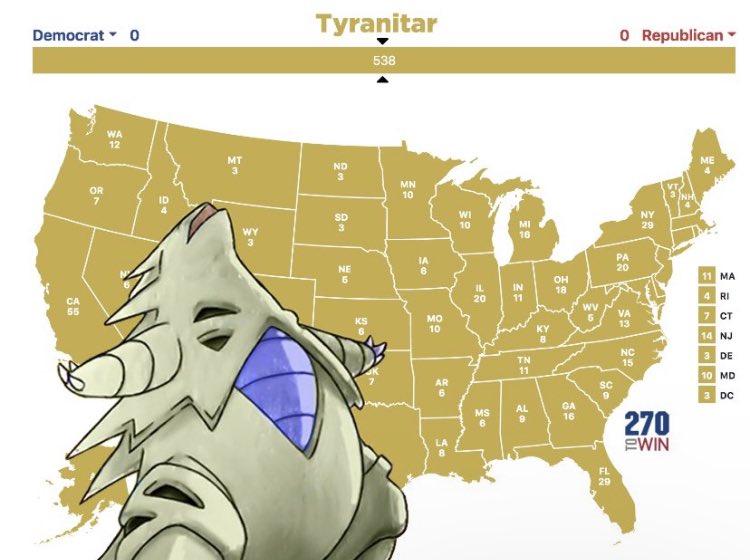 Tyranitar
Democrat 0
0 Republican
538
WA
12
OR
7
ID
4
MT
3
WY
3
CA
55
ND
3
SD
3
NE
5
KS
6
7
MN
10
IA
6
MO
10
AR
6
LA
8
WI
10
IL
20
MI
16
IN
11
OH
18
KY
8
TN
11
MS
6
AL
9
GA
16
FL
29
SC
9
NC
15
VA
13
WV
5
PA
20
NY
29
VT
3
NH
4
ME
4
11 MA
4 RI
7 CT
14 NJ
3 DE
10 MD
3 DC
270
TO WIN